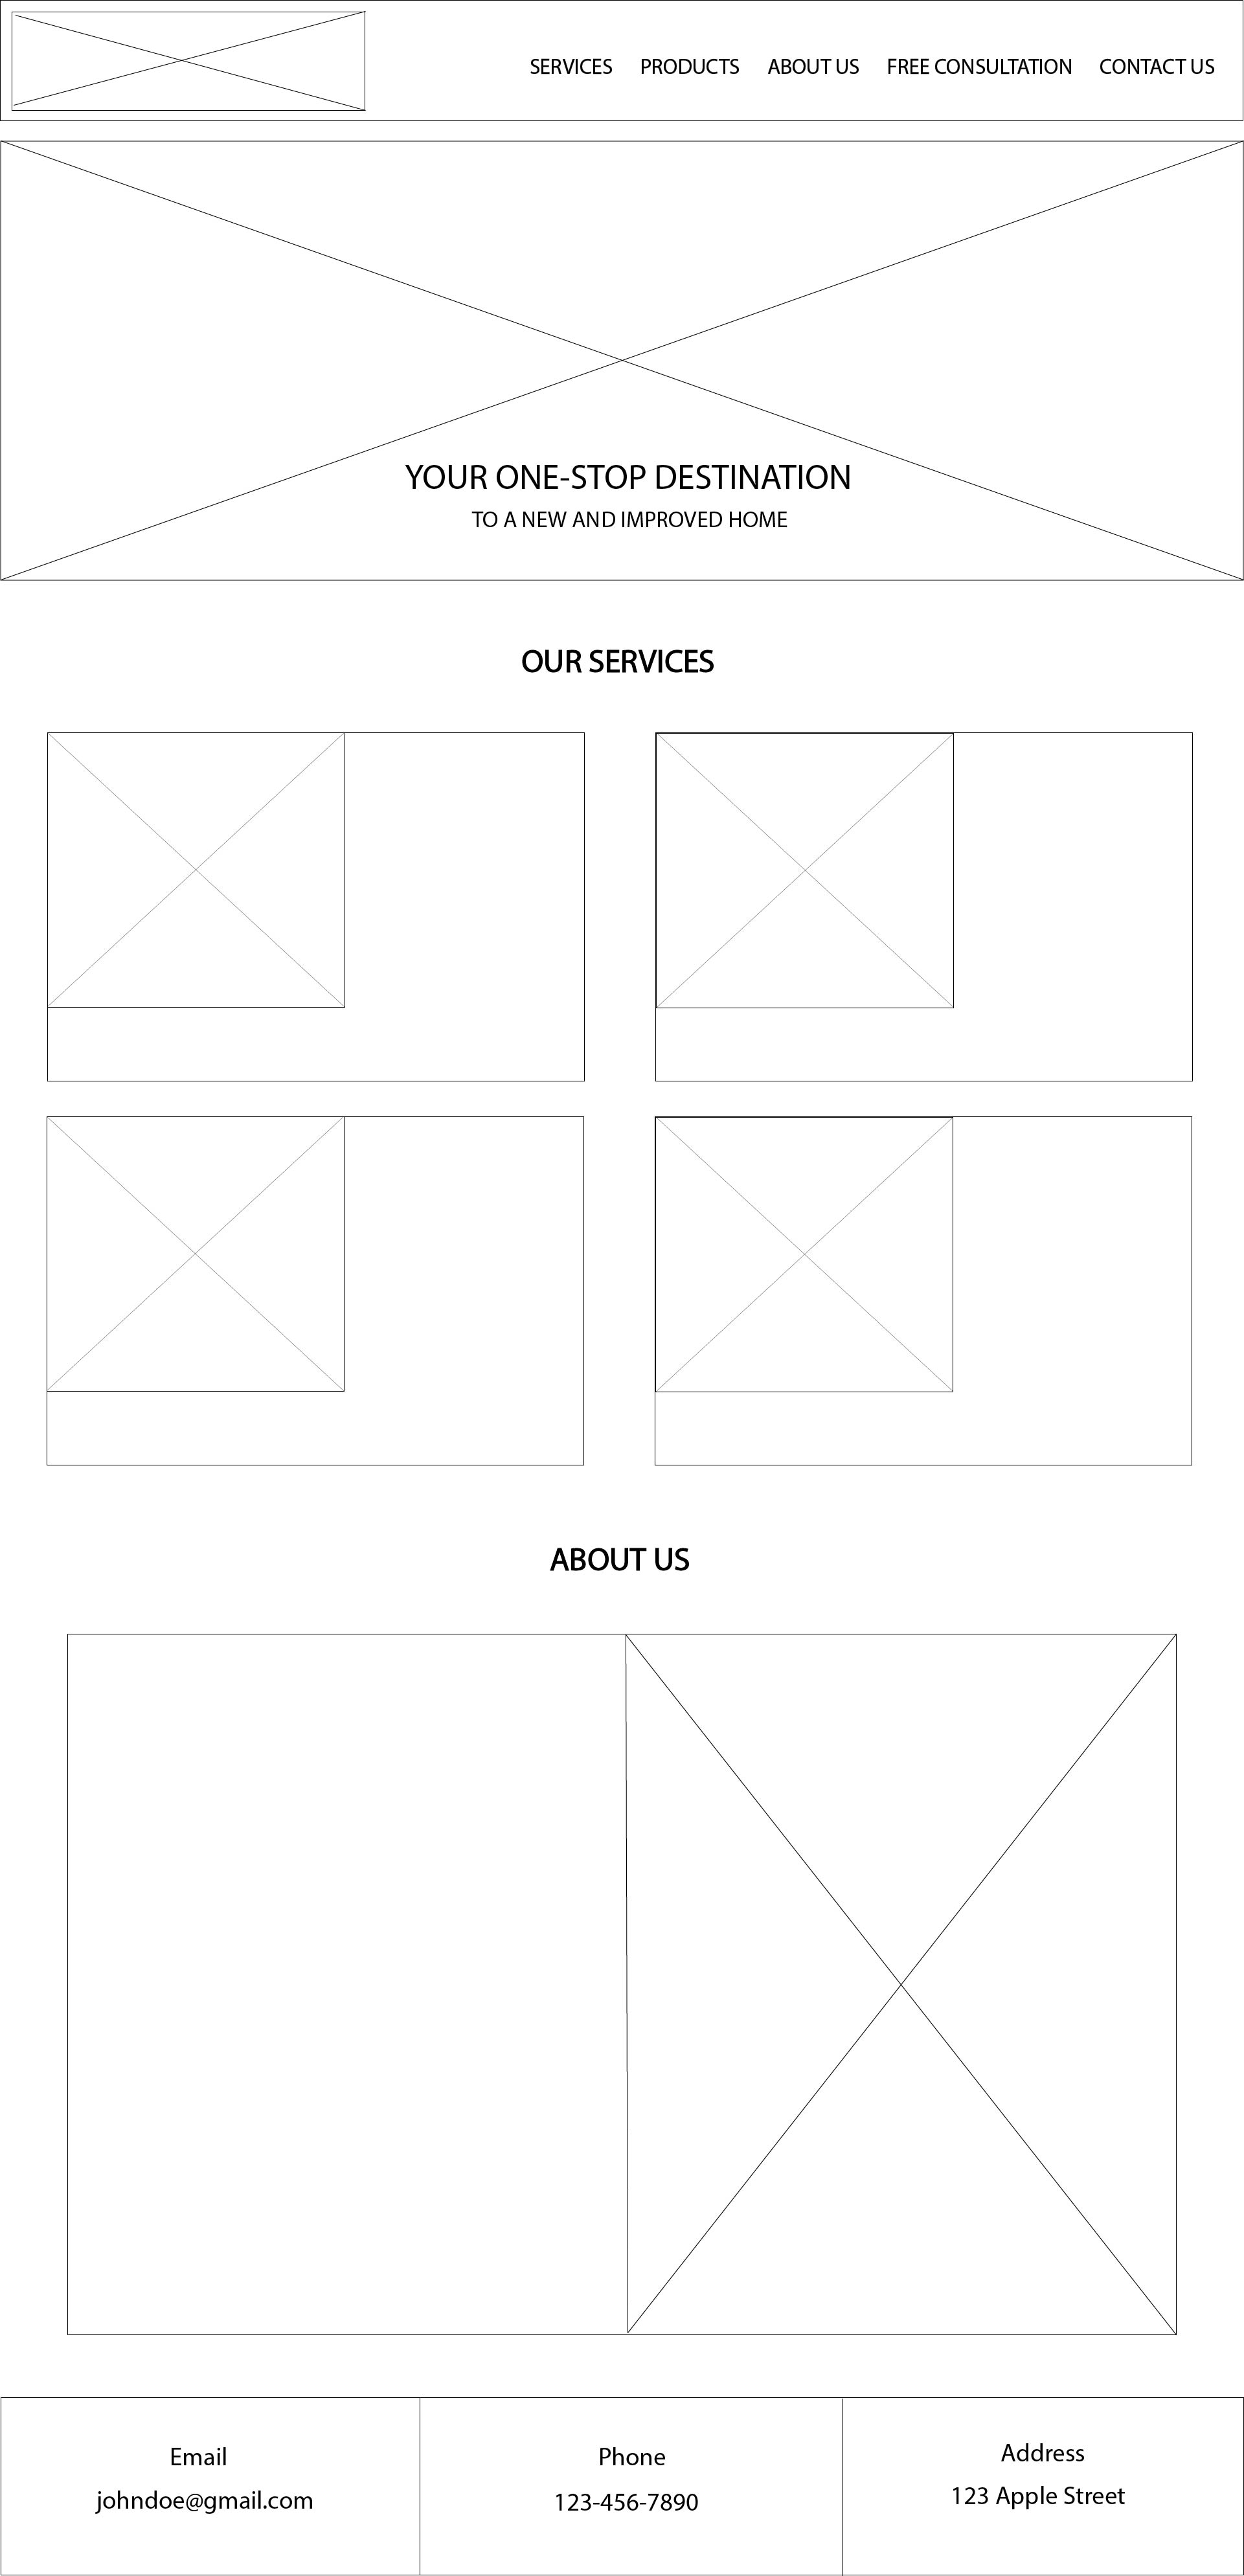 SERVICES PRODUCTS ABOUT US FREE CONSULTATION CONTACT US
YOUR ONE-STOP DESTINATION
TO A NEW AND IMPROVED HOME
OUR SERVICES
ABOUT US
Email
johndoe@gmail.com
Phone
123-456-7890
Address
123 Apple Street